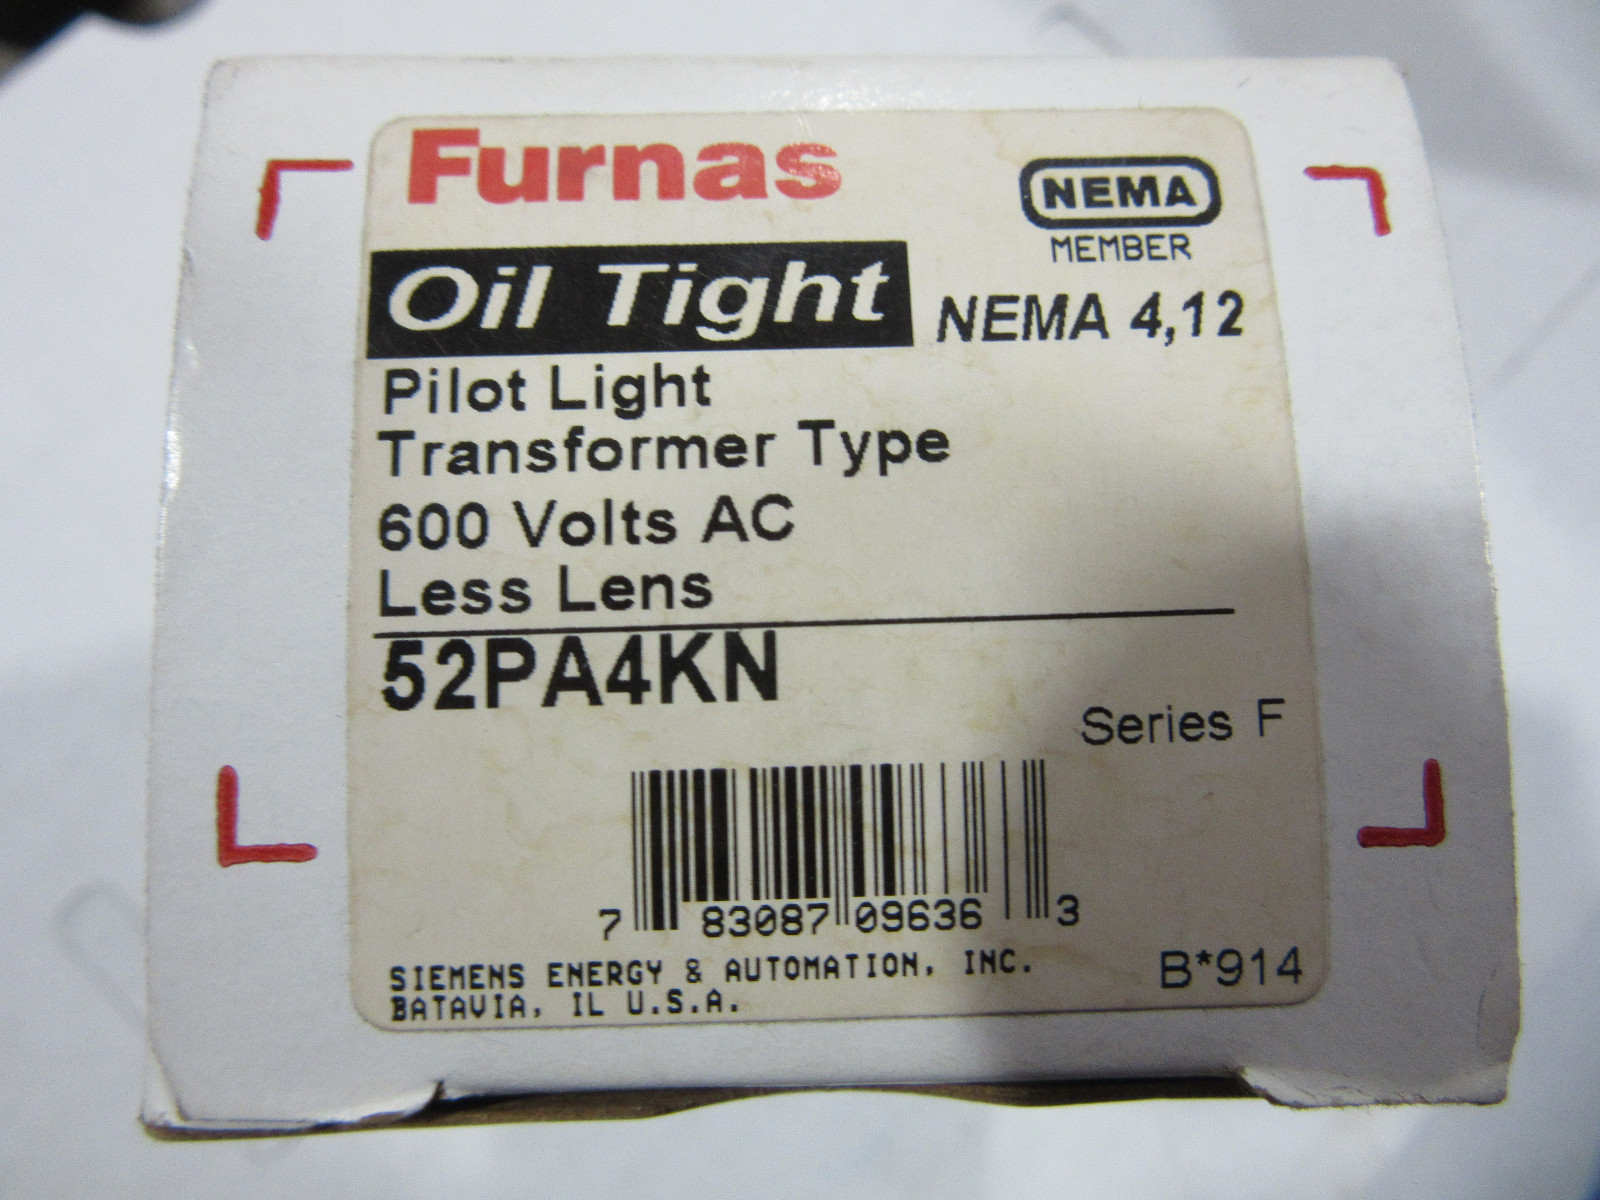 Furnas
NEMA
MEMBER
Oil Tight NEMA 4,12
Pilot Light
Transformer Type
600 Volts AC
Less Lens
52PA4KN
Series F
7 83087 09636 3
SIEMENS ENERGY & AUTOMATION, INC.
BATAVIA, IL U.S.A.
B*914